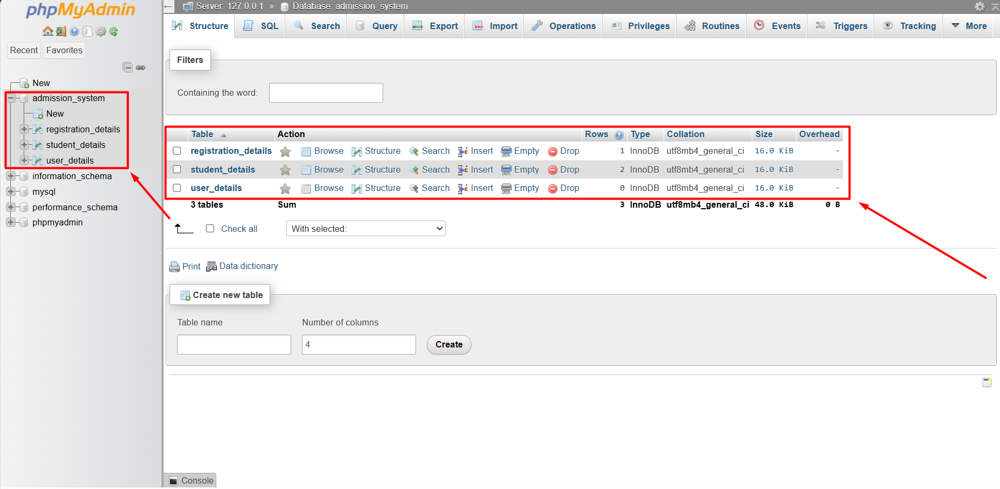 phpMyAdmin
Recent Favorites
New
admission_system
New
registration_details
student_details
user_details
information_schema
mysql
performance_schema
phpmyadmin
Server: 127.0.0.1 » Database: admission_system
Structure SQL Search Query Export Import Operations Privileges Routines Events Triggers Tracking More
Filters
Containing the word:
Table Action Rows Type Collation Size Overhead
registration_details Browse Structure Search Insert Empty Drop 1 InnoDB utf8mb4_general_ci 16.0 KiB -
student_details Browse Structure Search Insert Empty Drop 2 InnoDB utf8mb4_general_ci 16.0 KiB -
user_details Browse Structure Search Insert Empty Drop 0 InnoDB utf8mb4_general_ci 16.0 KiB -
3 tables Sum 3 InnoDB utf8mb4_general_ci 48.0 KiB 0 B
Check all With selected:
Print Data dictionary
Create new table
Table name Number of columns
4 Create
Console